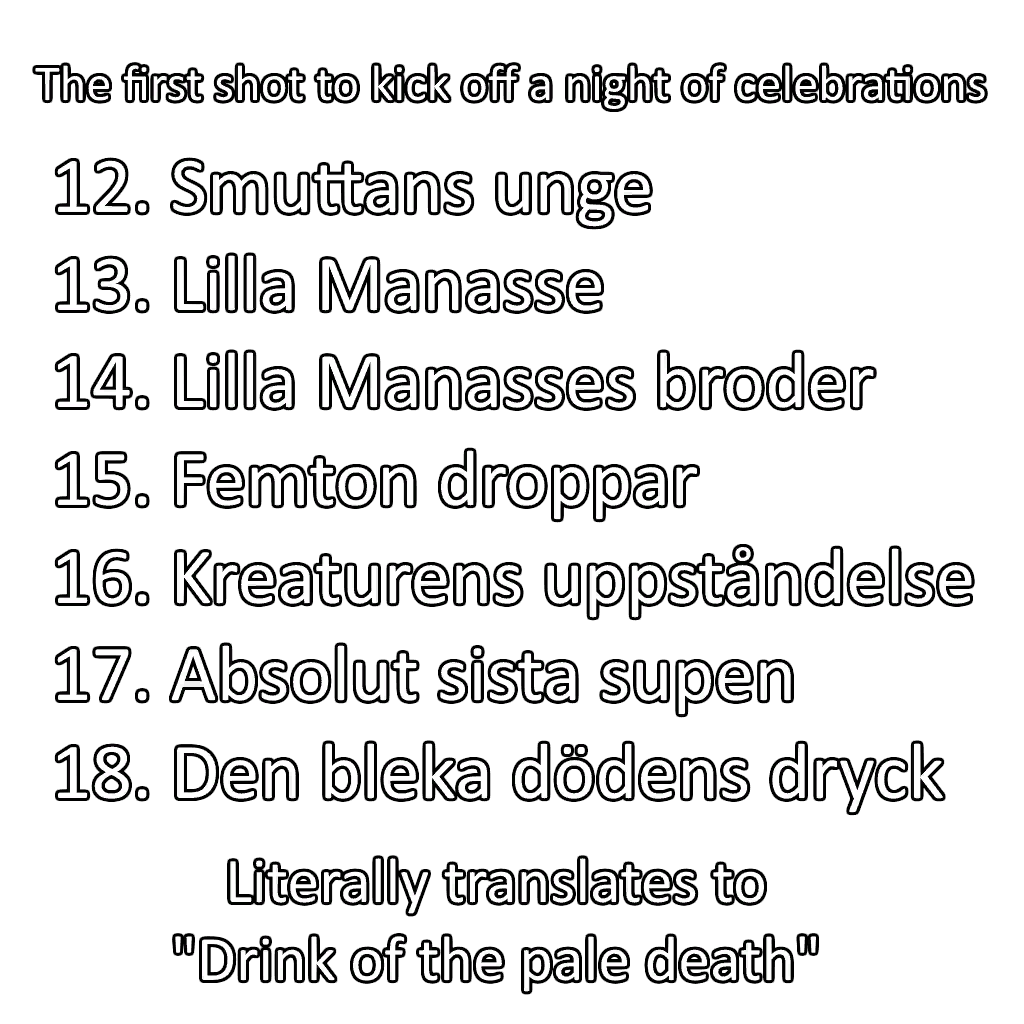 The first shot to kick off a night of celebrations
12. Smuttans unge
13. Lilla Manasse
14. Lilla Manasses broder
15. Femton droppar
16. Kreaturens uppståndelse
17. Absolut sista supen
18. Den bleka dödens dryck
Literally translates to
"Drink of the pale death"